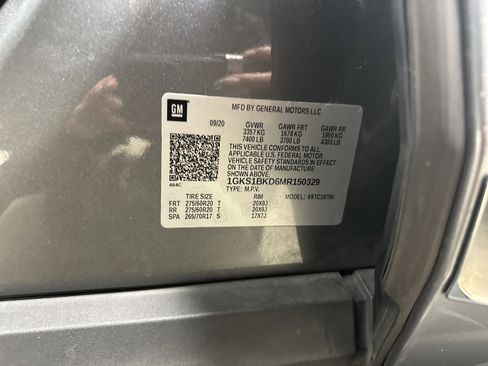 GM
MFD BY GENERAL MOTORS LLC
09/20 GVWR GAWR FRT GAWR RR
3357 KG 1678 KG 1950 KG
7400 LB 3700 LB 4300 LB
THIS VEHICLE CONFORMS TO ALL
APPLICABLE U.S. FEDERAL MOTOR
VEHICLE SAFETY STANDARDS IN EFFECT
ON THE DATE OF MANUFACTURE
SHOWN ABOVE.
1GKS1BKD6MR150329
464C TYPE: M.P.V. MODEL:
TIRE SIZE RIM
FRT 275/60R20 T 20X9J
RR 275/60R20 T 20X9J
SPA 265/70R17 S 17X7J